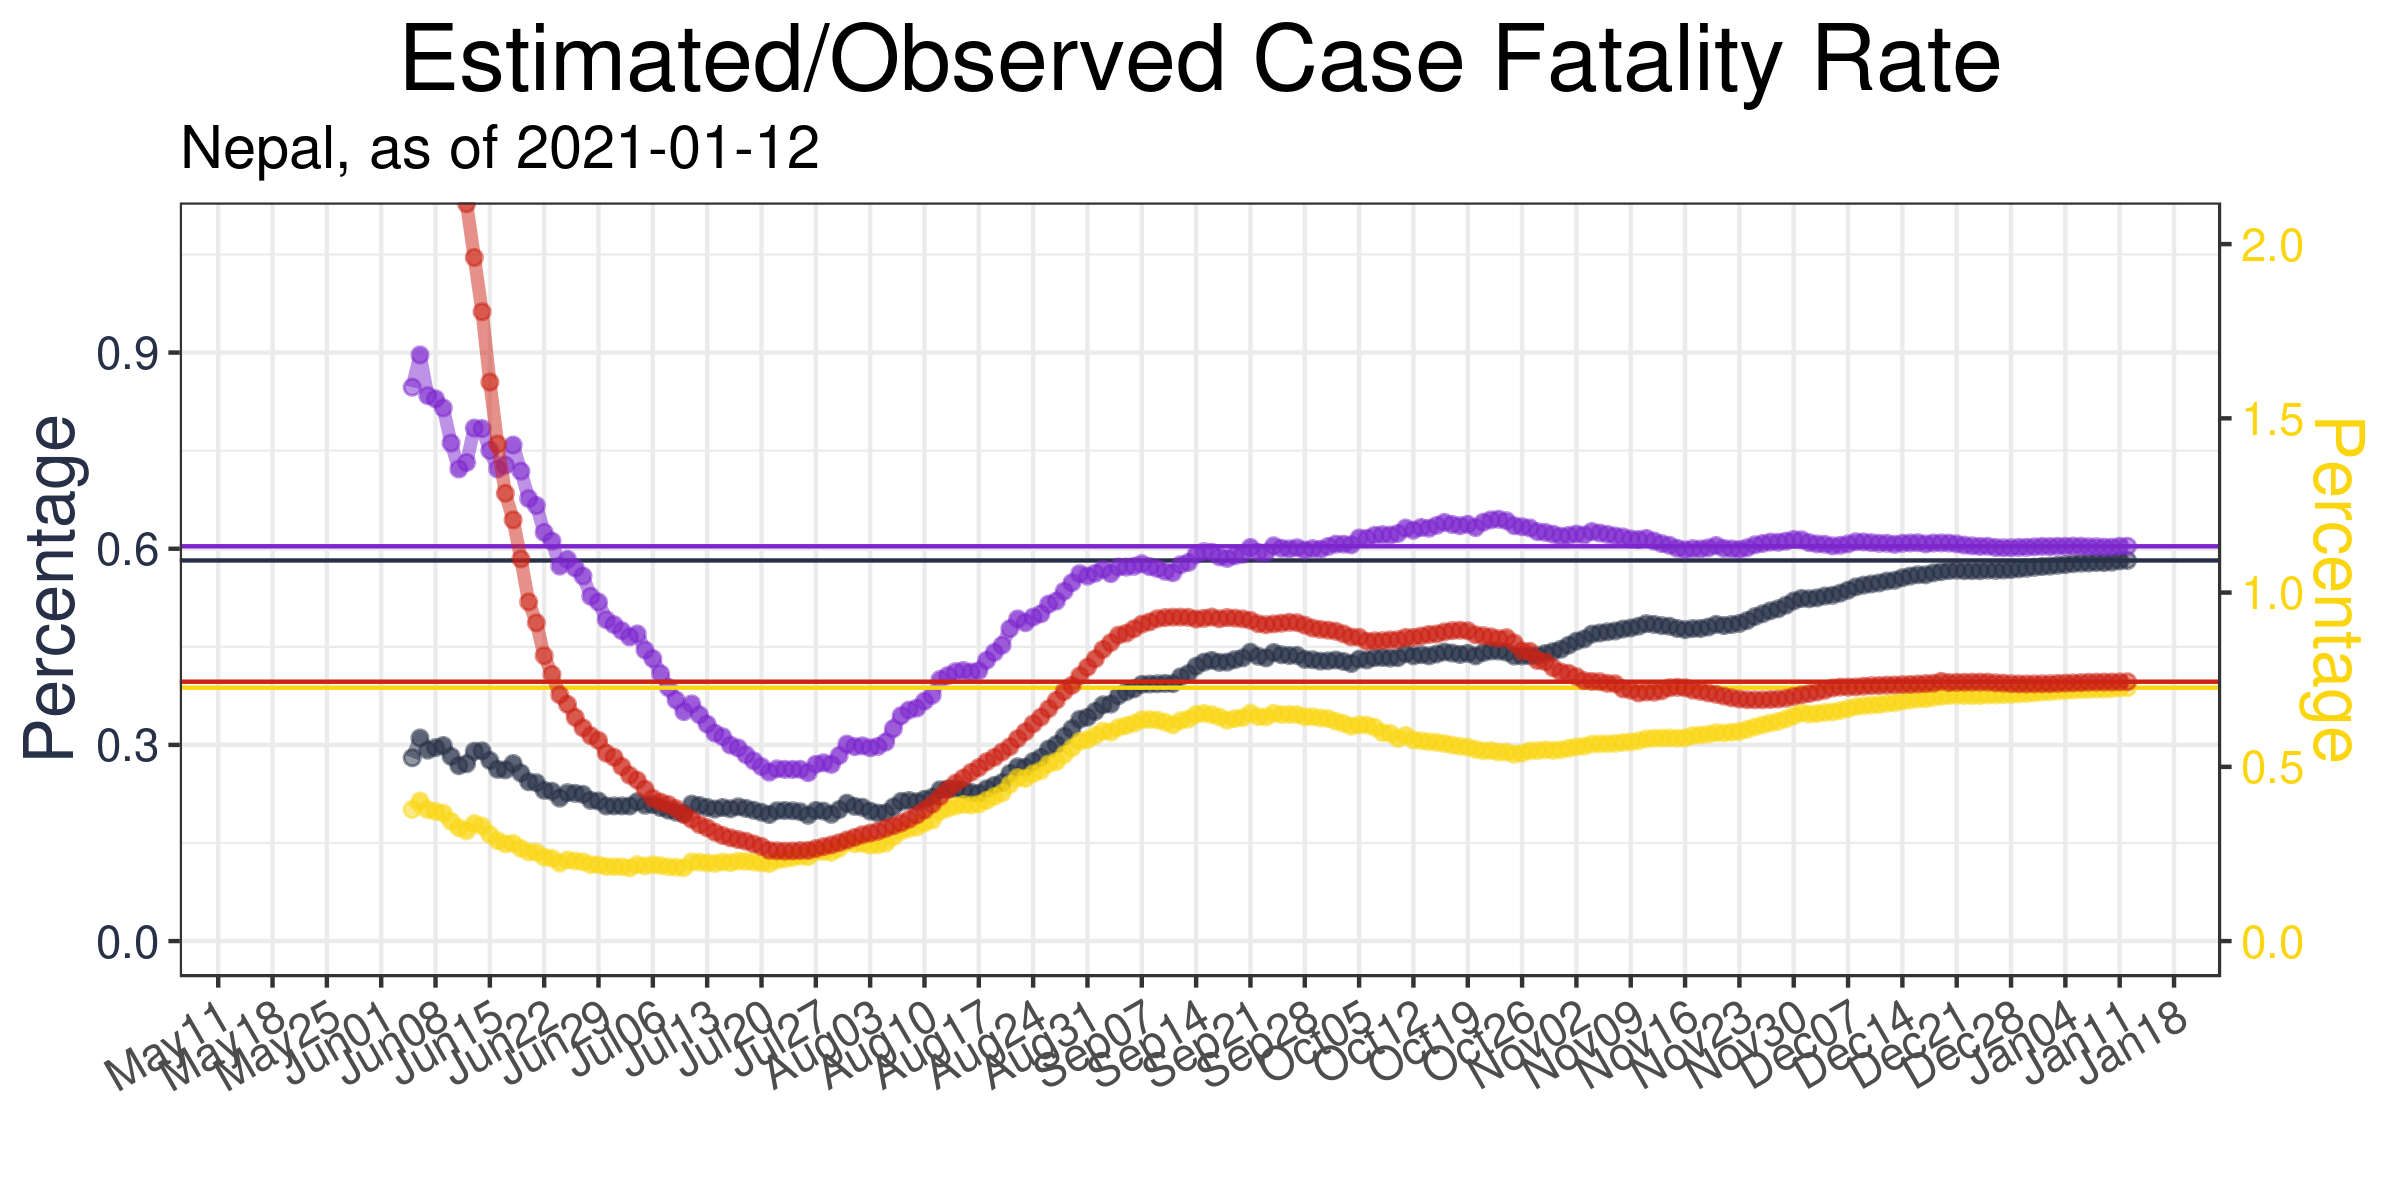 Estimated/Observed Case Fatality Rate
Nepal, as of 2021-01-12
Percentage
0.9
0.6
0.3
0.0
2.0
1.5
1.0
0.5
0.0
Percentage
May11
May18
May25
Jun01
Jun08
Jun15
Jun22
Jun29
Jul06
Jul13
Jul20
Jul27
Aug03
Aug10
Aug17
Aug24
Aug31
Sep07
Sep14
Sep21
Sep28
Oct05
Oct12
Oct19
Oct26
Nov02
Nov09
Nov16
Nov23
Nov30
Dec07
Dec14
Dec21
Dec28
Jan04
Jan11
Jan18